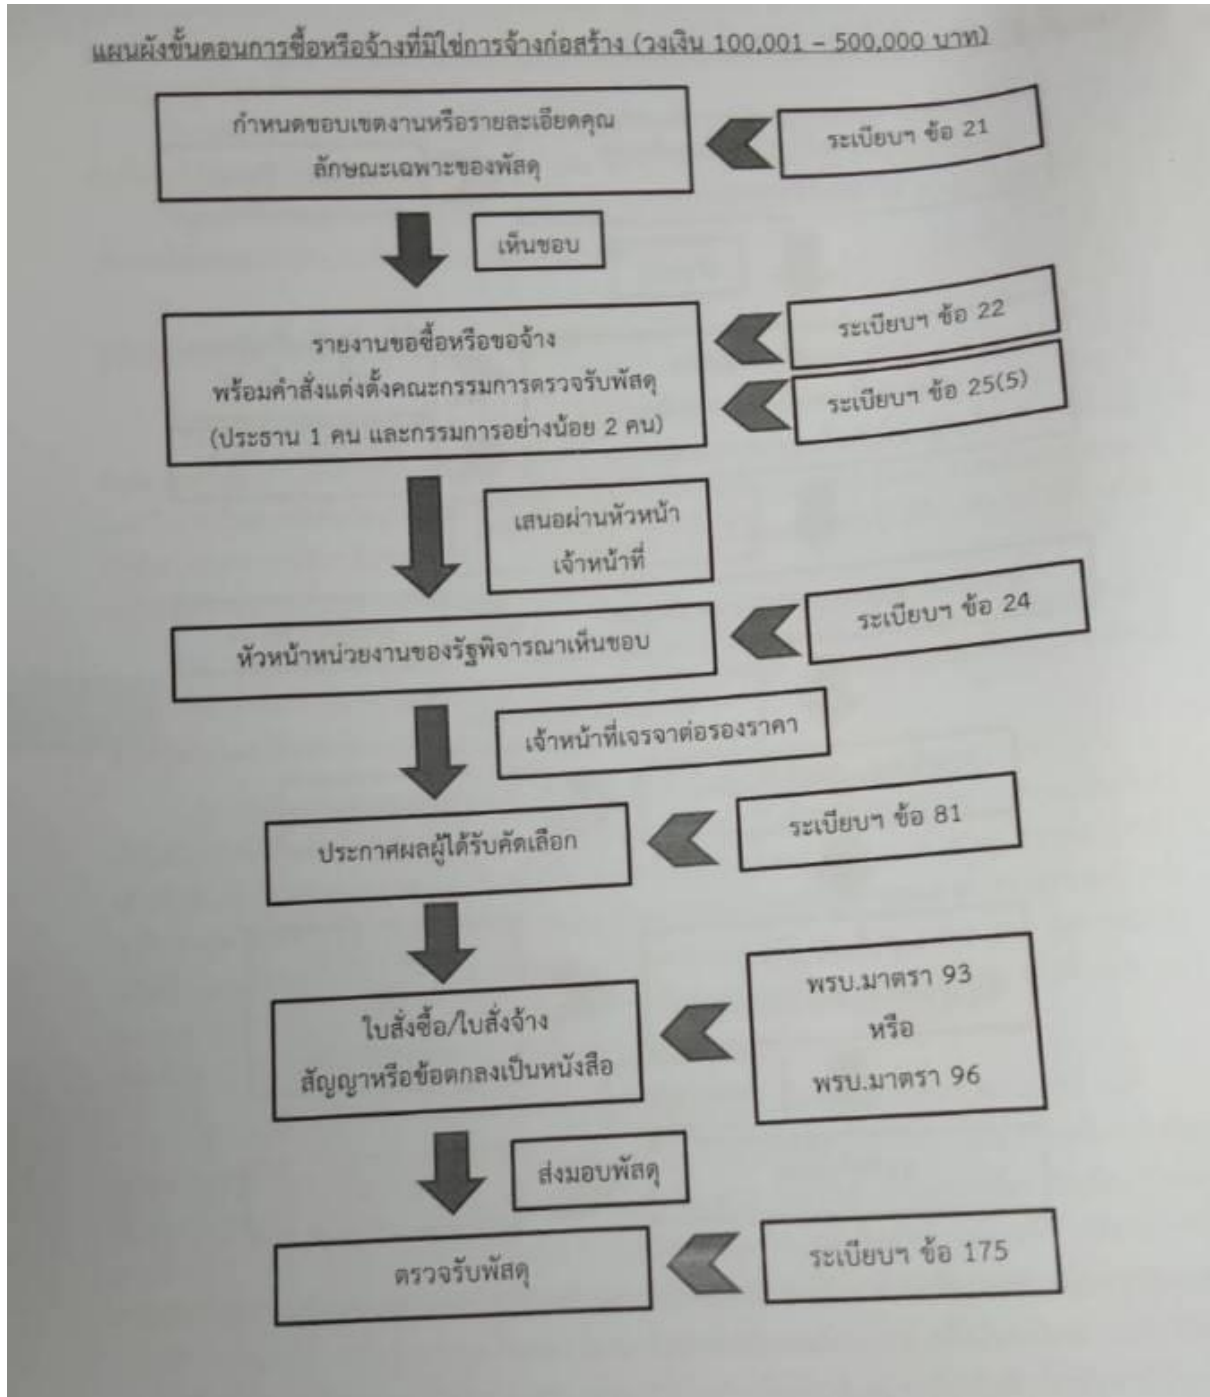 แผนผังขั้นตอนการซื้อหรือจ้างที่มิใช่การจ้างก่อสร้าง (วงเงิน 100,001 – 500,000 บาท)
กำหนดขอบเขตงานหรือรายละเอียดคุณ
ลักษณะเฉพาะของพัสดุ
ระเบียบฯ ข้อ 21
เห็นชอบ
รายงานขอซื้อหรือขอจ้าง
พร้อมคำสั่งแต่งตั้งคณะกรรมการตรวจรับพัสดุ
(ประธาน 1 คน และกรรมการอย่างน้อย 2 คน)
ระเบียบฯ ข้อ 22
ระเบียบฯ ข้อ 25(5)
เสนอผ่านหัวหน้า
เจ้าหน้าที่
หัวหน้าหน่วยงานของรัฐพิจารณาเห็นชอบ
ระเบียบฯ ข้อ 24
เจ้าหน้าที่เจรจาต่อรองราคา
ประกาศผลผู้ได้รับคัดเลือก
ระเบียบฯ ข้อ 81
ใบสั่งซื้อ/ใบสั่งจ้าง
สัญญาหรือข้อตกลงเป็นหนังสือ
พรบ.มาตรา 93
หรือ
พรบ.มาตรา 96
ส่งมอบพัสดุ
ตรวจรับพัสดุ
ระเบียบฯ ข้อ 175